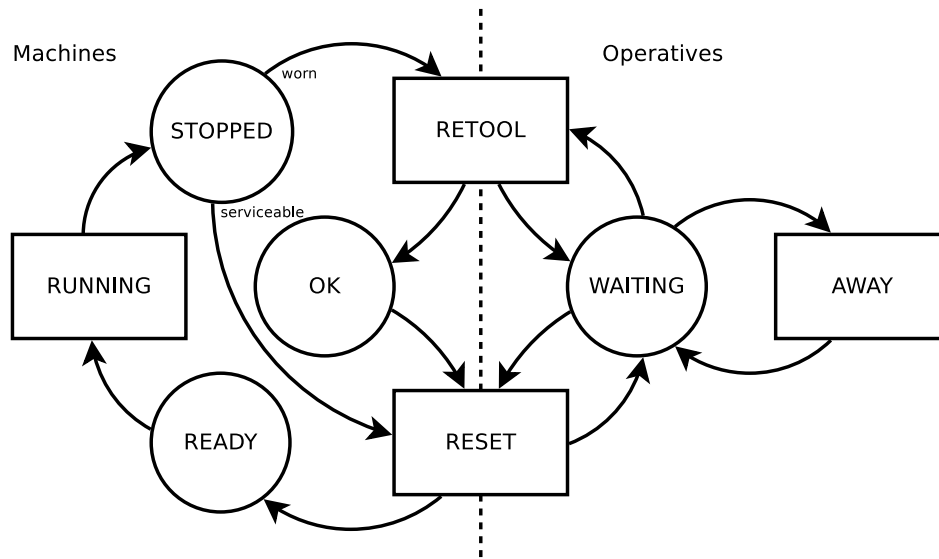 Machines
Operatives
worn
STOPPED
RETOOL
serviceable
RUNNING
OK
WAITING
AWAY
READY
RESET